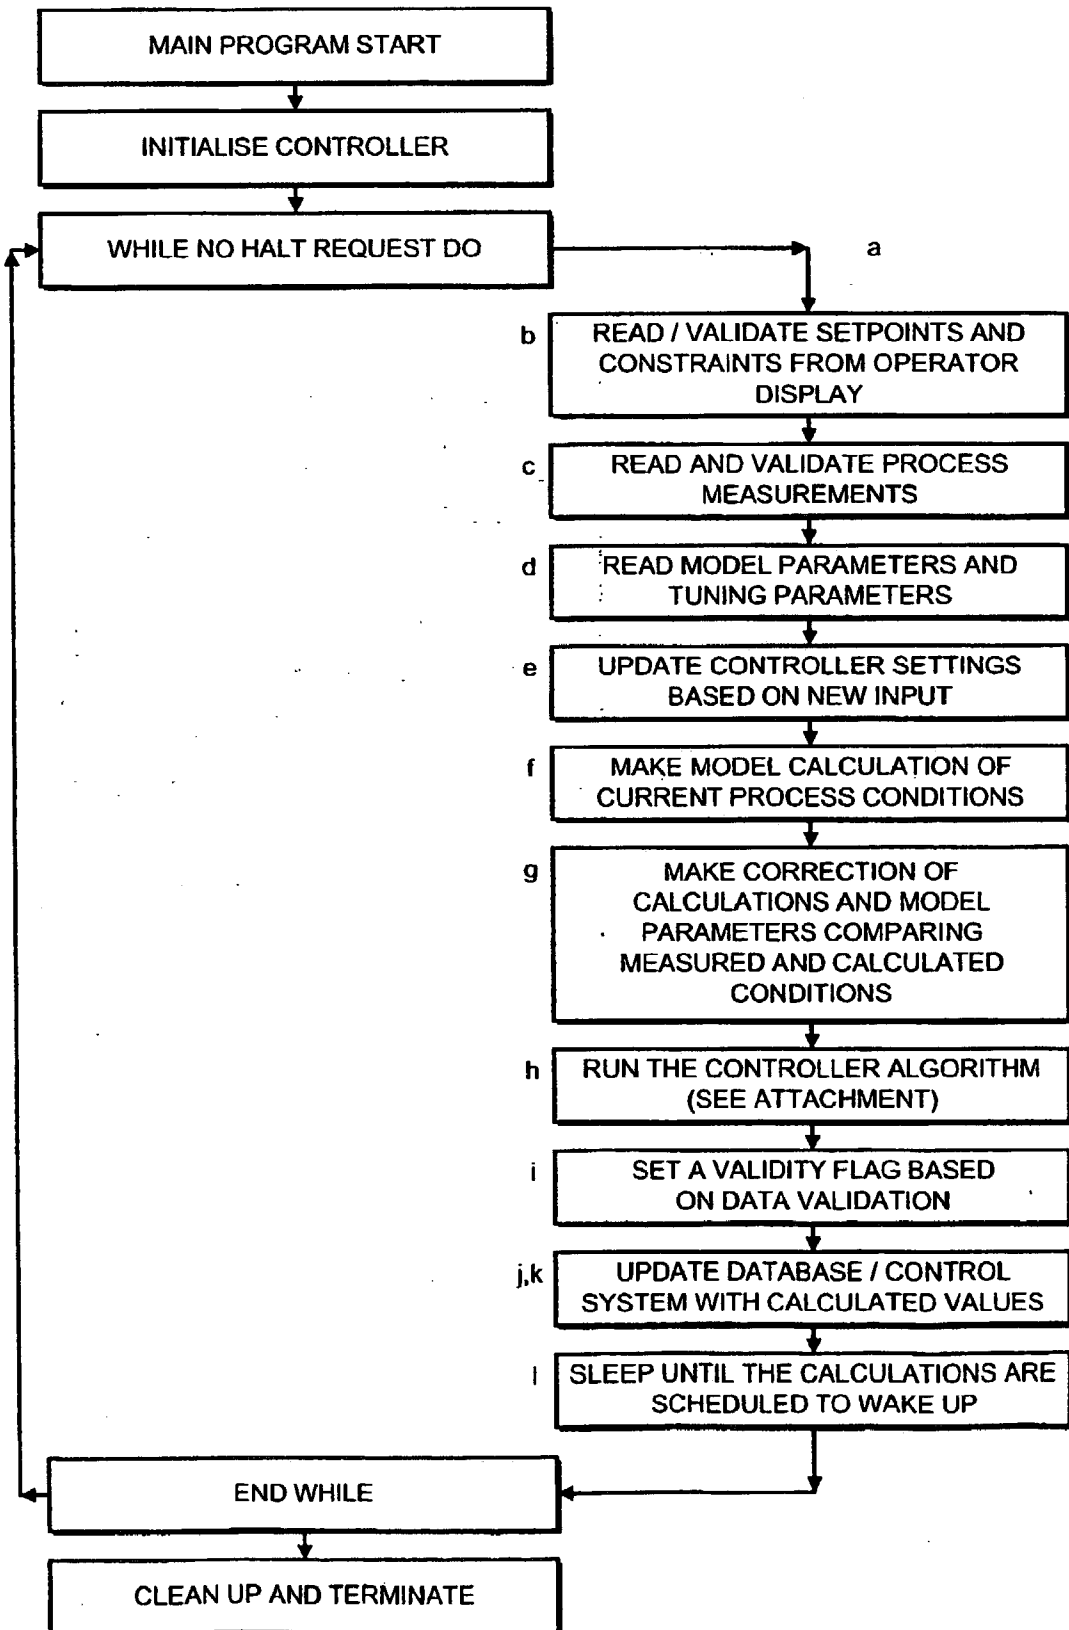 MAIN PROGRAM START
INITIALISE CONTROLLER
WHILE NO HALT REQUEST DO
a
b
READ / VALIDATE SETPOINTS AND
CONSTRAINTS FROM OPERATOR
DISPLAY
c
READ AND VALIDATE PROCESS
MEASUREMENTS
d
READ MODEL PARAMETERS AND
TUNING PARAMETERS
e
UPDATE CONTROLLER SETTINGS
BASED ON NEW INPUT
f
MAKE MODEL CALCULATION OF
CURRENT PROCESS CONDITIONS
g
MAKE CORRECTION OF
CALCULATIONS AND MODEL
PARAMETERS COMPARING
MEASURED AND CALCULATED
CONDITIONS
h
RUN THE CONTROLLER ALGORITHM
(SEE ATTACHMENT)
i
SET A VALIDITY FLAG BASED
ON DATA VALIDATION
j,k
UPDATE DATABASE / CONTROL
SYSTEM WITH CALCULATED VALUES
l
SLEEP UNTIL THE CALCULATIONS ARE
SCHEDULED TO WAKE UP
END WHILE
CLEAN UP AND TERMINATE